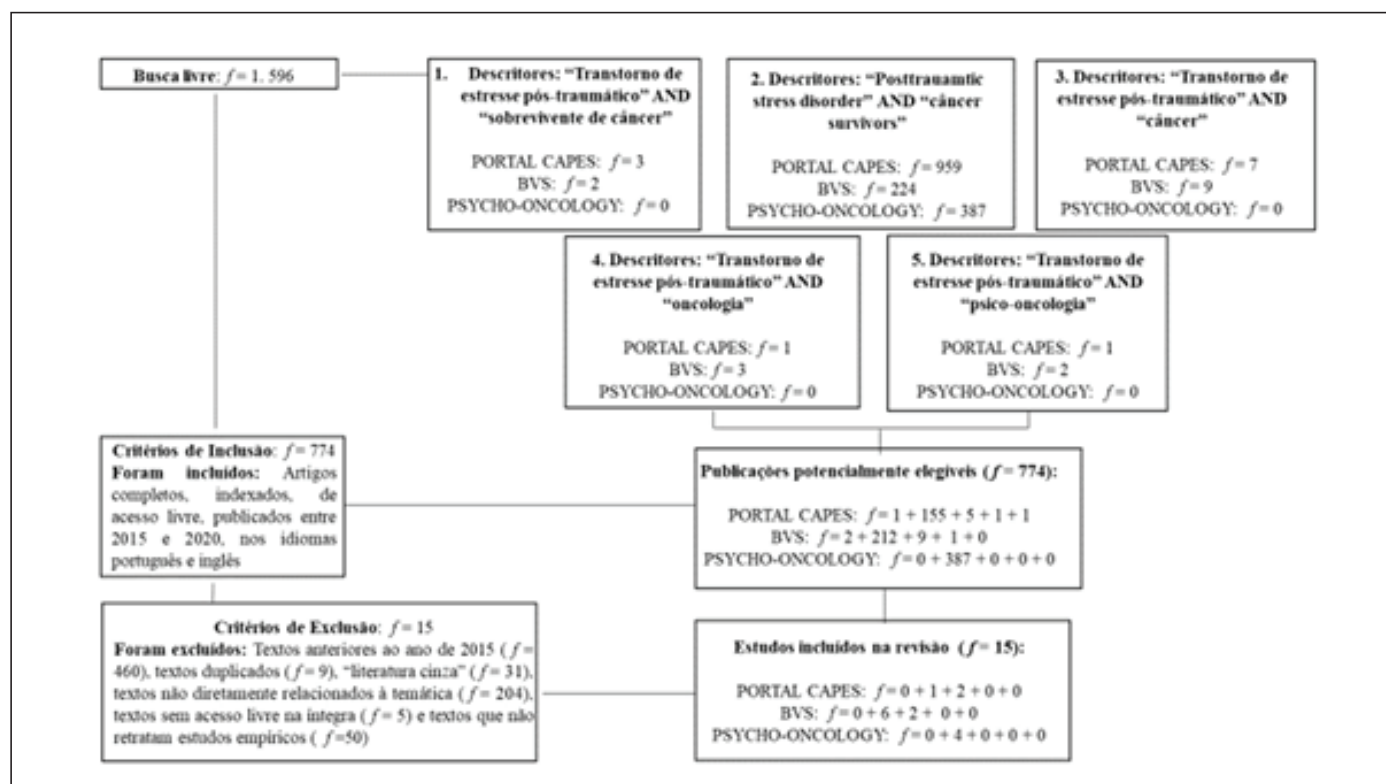 Busca livre: f = 1. 596
1. Descritores: “Transtorno de
estresse pós-traumático” AND
“sobrevivente de câncer”
PORTAL CAPES: f = 3
BVS: f = 2
PSYCHO-ONCOLOGY: f = 0
2. Descritores: “Posttrauamtic
stress disorder” AND “câncer
survivors”
PORTAL CAPES: f = 959
BVS: f = 224
PSYCHO-ONCOLOGY: f = 387
3. Descritores: “Transtorno de
estresse pós-traumático” AND
“câncer”
PORTAL CAPES: f = 7
BVS: f = 9
PSYCHO-ONCOLOGY: f = 0
4. Descritores: “Transtorno de
estresse pós-traumático” AND
“oncologia”
PORTAL CAPES: f = 1
BVS: f = 3
PSYCHO-ONCOLOGY: f = 0
5. Descritores: “Transtorno de
estresse pós-traumático” AND
“psico-oncologia”
PORTAL CAPES: f = 1
BVS: f = 2
PSYCHO-ONCOLOGY: f = 0
Critérios de Inclusão: f = 774
Foram incluídos: Artigos
completos, indexados, de
acesso livre, publicados entre
2015 e 2020, nos idiomas
português e inglês
Publicações potencialmente elegíveis (f = 774):
PORTAL CAPES: f = 1 + 155 + 5 + 1 + 1
BVS: f = 2 + 212 + 9 + 1 + 0
PSYCHO-ONCOLOGY: f = 0 + 387 + 0 + 0 + 0
Critérios de Exclusão: f = 15
Foram excluídos: Textos anteriores ao ano de 2015 ( f =
460), textos duplicados ( f = 9), “literatura cinza” ( f = 31),
textos não diretamente relacionados à temática ( f = 204),
textos sem acesso livre na íntegra ( f = 5) e textos que não
retratam estudos empíricos ( f =50)
Estudos incluídos na revisão (f = 15):
PORTAL CAPES: f = 0 + 1 + 2 + 0 + 0
BVS: f = 0 + 6 + 2 + 0 + 0
PSYCHO-ONCOLOGY: f = 0 + 4 + 0 + 0 + 0